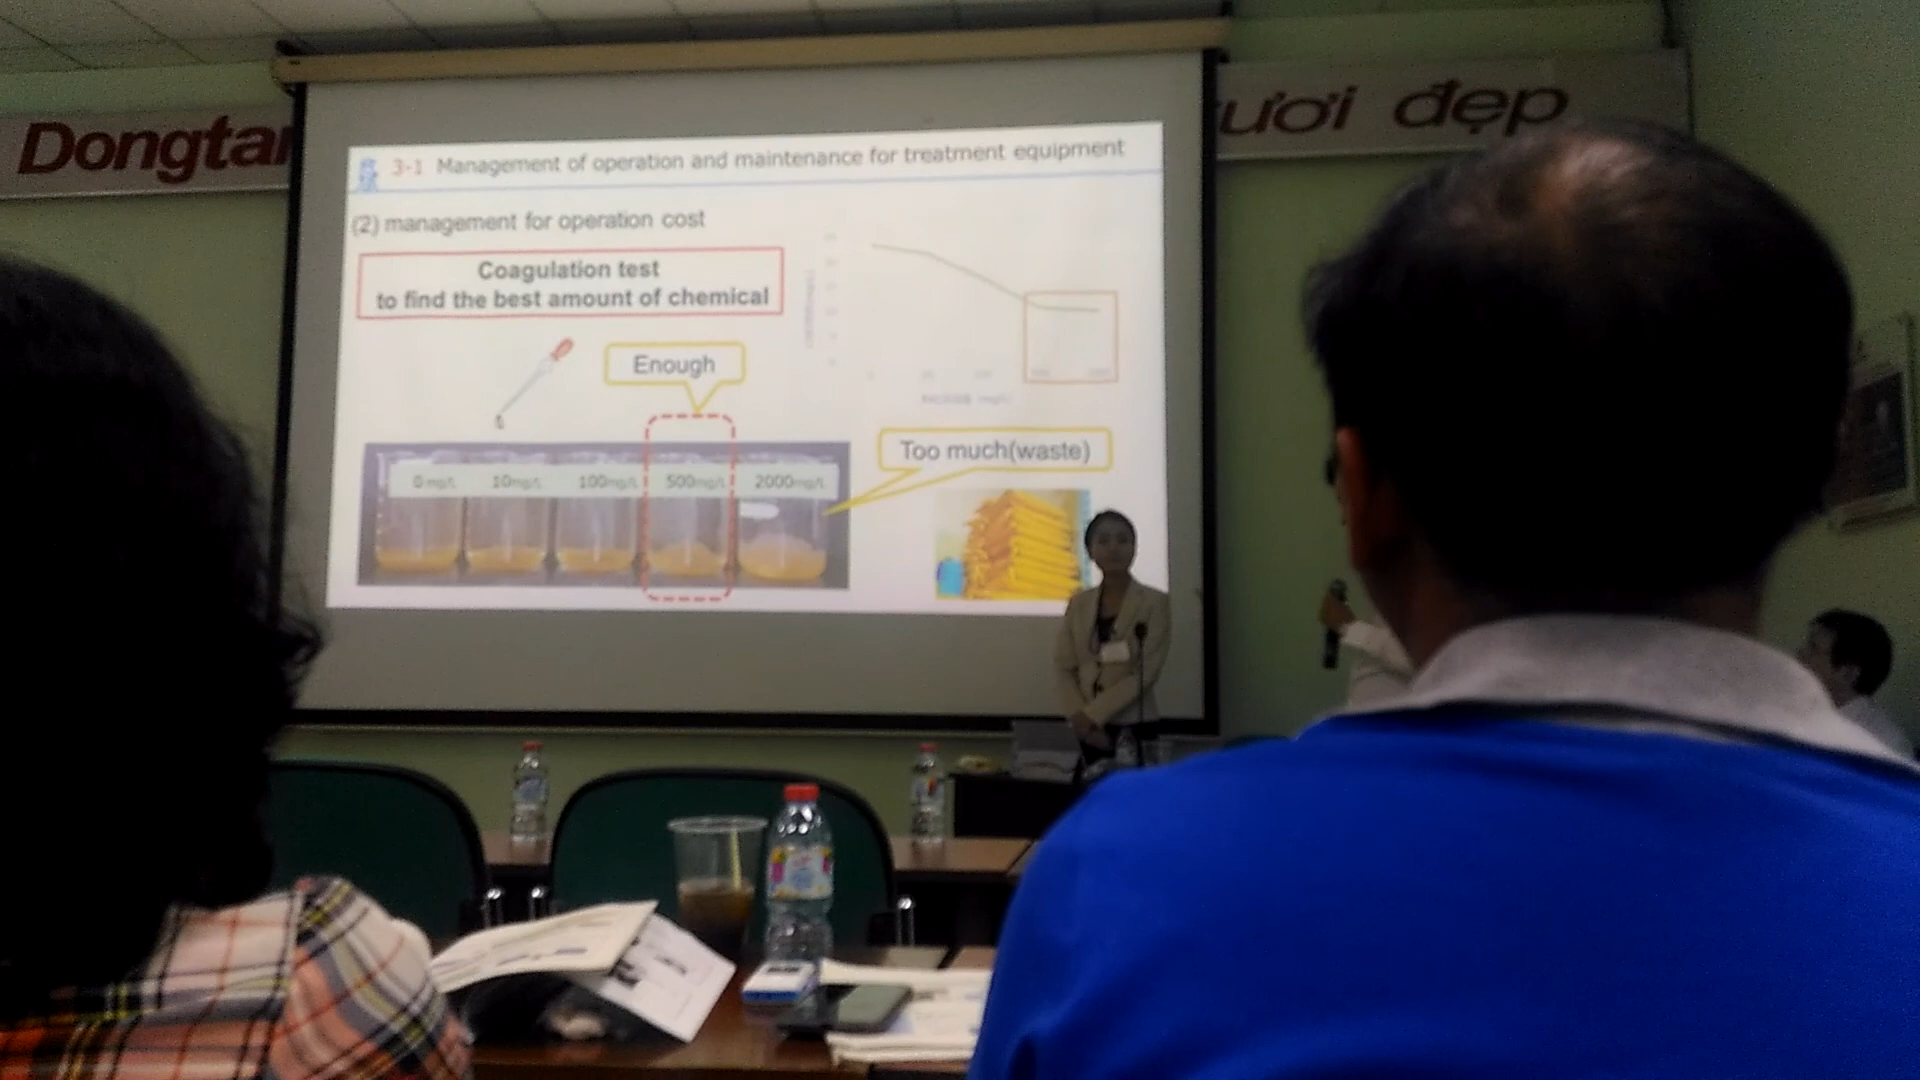 Dongta
ươi đẹp
3-1 Management of operation and maintenance for treatment equipment
(2) management for operation cost
Coagulation test
to find the best amount of chemical
Enough
Too much(waste)
0mg/L 10mg/L 100mg/L 500mg/L 2000mg/L